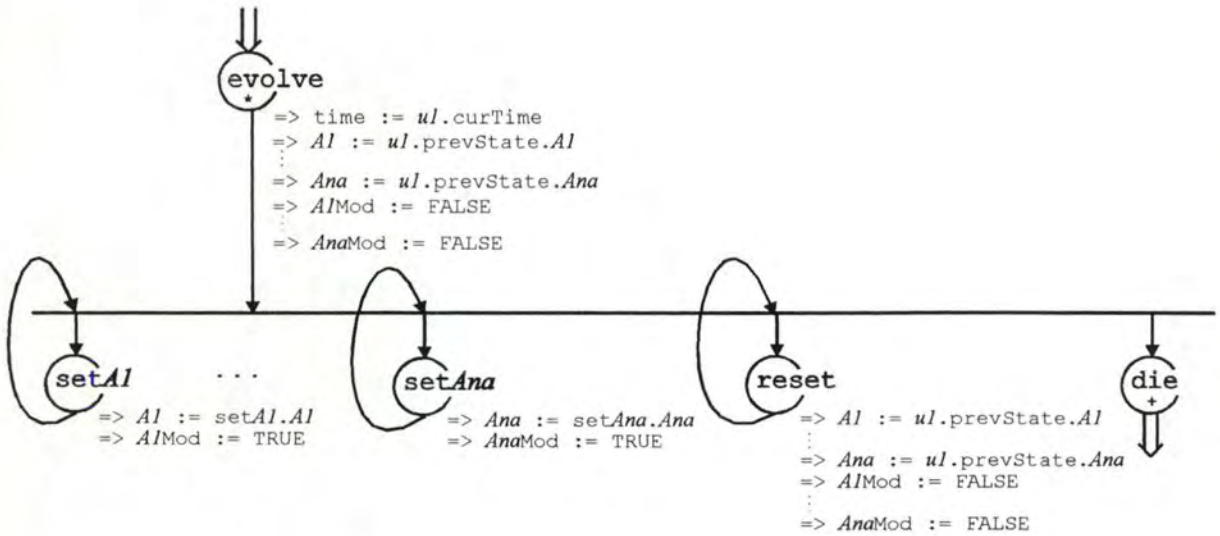 evolve
*
=> time := u1.curTime
=> A1 := u1.prevState.A1
⋮
=> Ana := u1.prevState.Ana
=> A1Mod := FALSE
⋮
=> AnaMod := FALSE
setA1
. . .
setAna
reset
die
+
=> A1 := setA1.A1
=> A1Mod := TRUE
=> Ana := setAna.Ana
=> AnaMod := TRUE
=> A1 := u1.prevState.A1
⋮
=> Ana := u1.prevState.Ana
=> A1Mod := FALSE
⋮
=> AnaMod := FALSE